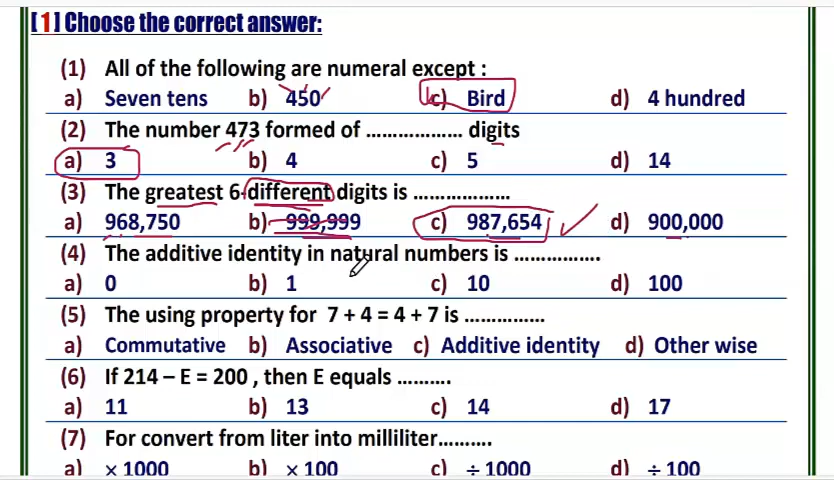 [1] Choose the correct answer:
(1) All of the following are numeral except :
a) Seven tens b) 450 c) Bird d) 4 hundred
(2) The number 473 formed of ……………… digits
a) 3 b) 4 c) 5 d) 14
(3) The greatest 6-different digits is ………………
a) 968,750 b) 999,999 c) 987,654 d) 900,000
(4) The additive identity in natural numbers is …………….
a) 0 b) 1 c) 10 d) 100
(5) The using property for 7 + 4 = 4 + 7 is ……………
a) Commutative b) Associative c) Additive identity d) Other wise
(6) If 214 – E = 200 , then E equals ……….
a) 11 b) 13 c) 14 d) 17
(7) For convert from liter into milliliter……….
a) × 1000 b) × 100 c) ÷ 1000 d) ÷ 100